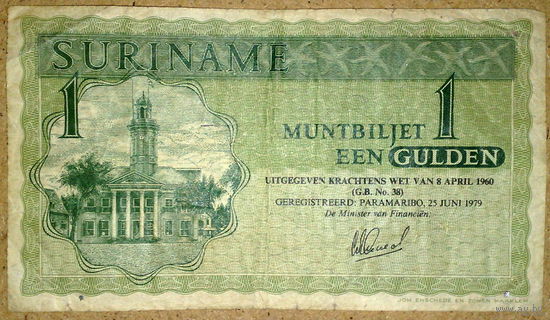 SURINAME
1
MUNTBILJET 1
EEN GULDEN
UITGEGEVEN KRACHTENS WET VAN 8 APRIL 1960
(G.B. No. 38)
GEREGISTREERD: PARAMARIBO, 25 JUNI 1979
De Minister van Financiën:
JOH. ENSCHEDE EN ZONEN HAARLEM